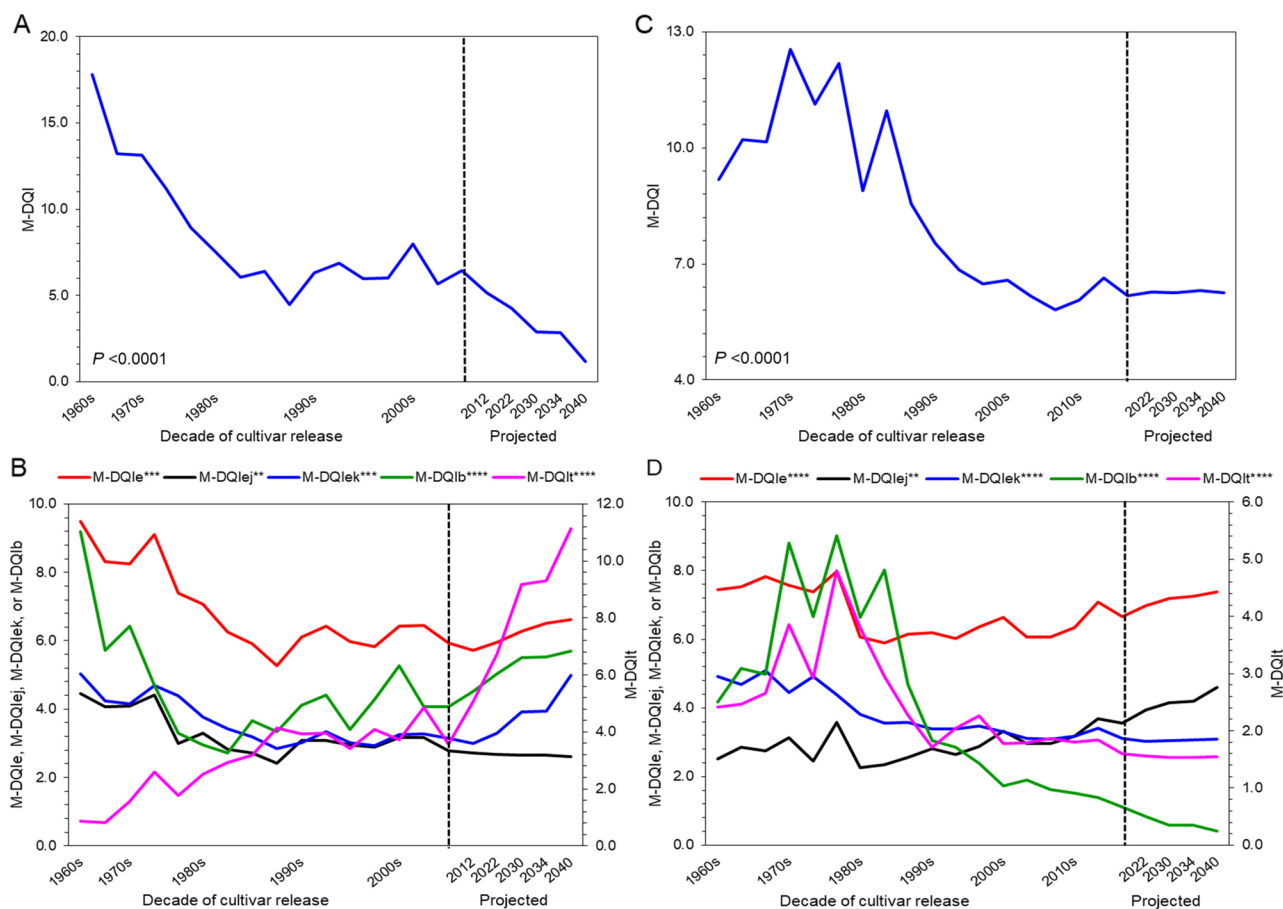 A
20.0
15.0
10.0
5.0
0.0
M-DQI
P <0.0001
1960s
1970s
1980s
1990s
2000s
2012
2022
2030
2034
2040
Decade of cultivar release
Projected
C
13.0
10.0
7.0
4.0
M-DQI
P <0.0001
1960s
1970s
1980s
1990s
2000s
2010s
2022
2030
2034
2040
Decade of cultivar release
Projected
B
M-DQIe***
M-DQIej**
M-DQIek***
M-DQIb****
M-DQIt****
10.0
8.0
6.0
4.0
2.0
0.0
M-DQIe, M-DQIej, M-DQIek, or M-DQIb
12.0
10.0
8.0
6.0
4.0
2.0
0.0
M-DQIt
1960s
1970s
1980s
1990s
2000s
2012
2022
2030
2034
2040
Decade of cultivar release
Projected
D
M-DQIe****
M-DQIej**
M-DQIek****
M-DQIb****
M-DQIt****
10.0
8.0
6.0
4.0
2.0
0.0
M-DQIe, M-DQIej, M-DQIek, or M-DQIb
6.0
5.0
4.0
3.0
2.0
1.0
0.0
M-DQIt
1960s
1970s
1980s
1990s
2000s
2010s
2022
2030
2034
2040
Decade of cultivar release
Projected